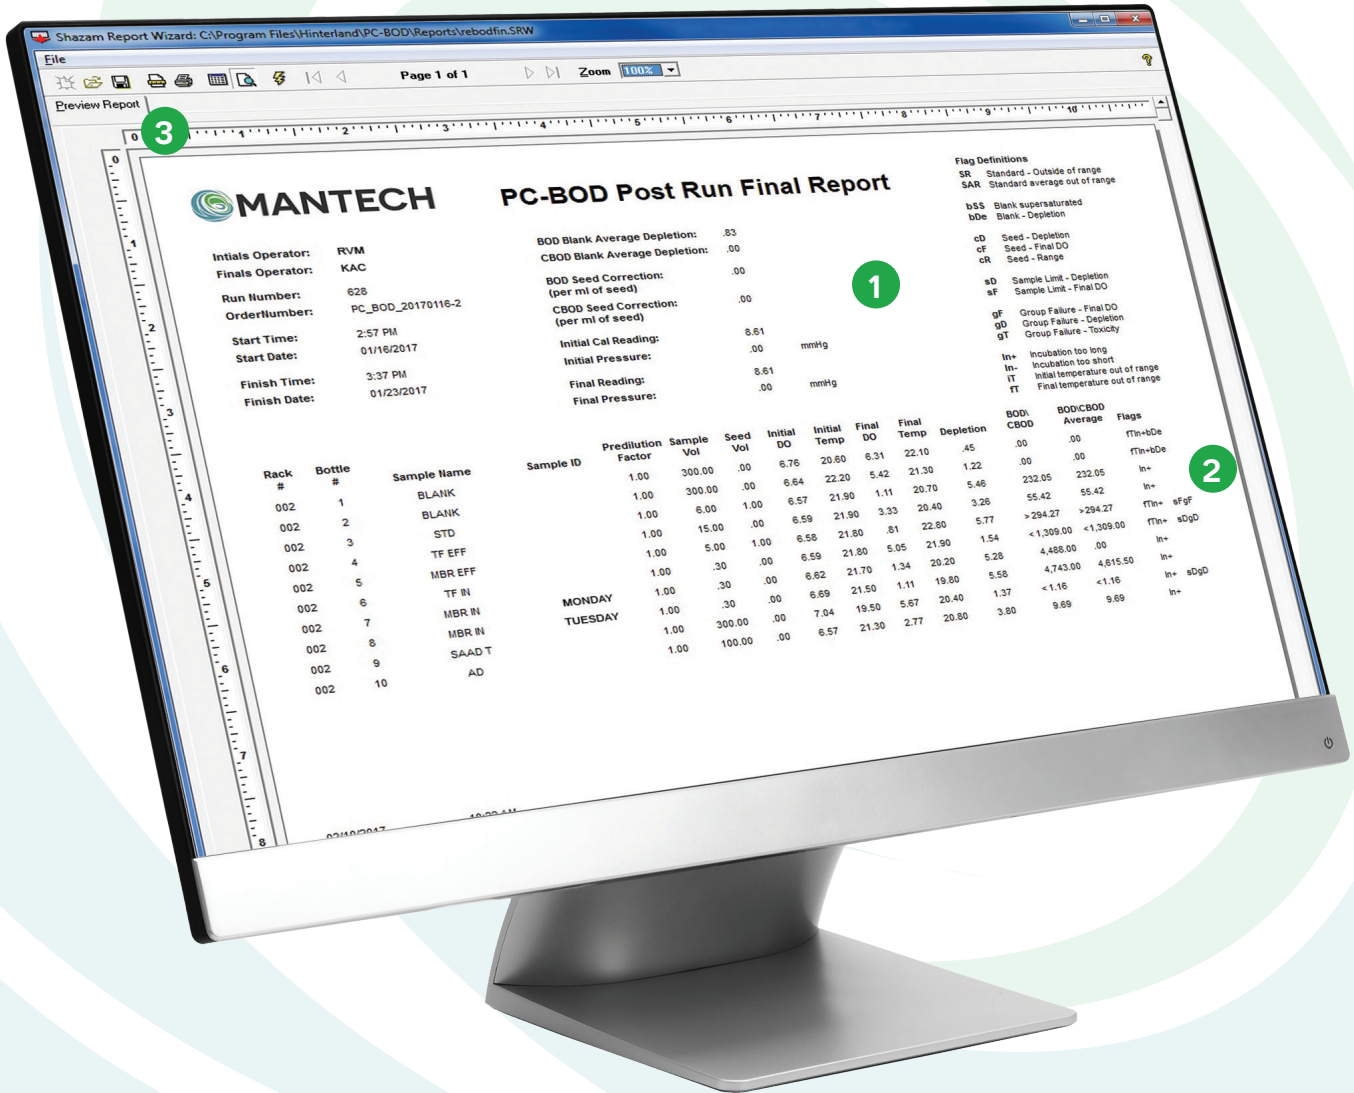 Shazam Report Wizard: C:\Program Files\Hinterland\PC-BOD\Reports\rebodfin.SRW
File
Page 1 of 1 Zoom 100%
Preview Report
3
0 1 2 3 4 5 6 7 8 9 10
0 1 2 3 4 5 6 7 8
MANTECH
PC-BOD Post Run Final Report
Intials Operator: RVM
Finals Operator: KAC
Run Number: 628
OrderNumber: PC_BOD_20170116-2
Start Time: 2:57 PM
Start Date: 01/16/2017
Finish Time: 3:37 PM
Finish Date: 01/23/2017
BOD Blank Average Depletion: .83
CBOD Blank Average Depletion: .00
BOD Seed Correction: .00
(per ml of seed)
CBOD Seed Correction: .00
(per ml of seed)
Initial Cal Reading: 8.61
Initial Pressure: .00 mmHg
Final Reading: 8.61
Final Pressure: .00 mmHg
1
Flag Definitions
SR Standard - Outside of range
SAR Standard average out of range
bSS Blank supersaturated
bDe Blank - Depletion
cD Seed - Depletion
cF Seed - Final DO
cR Seed - Range
sD Sample Limit - Depletion
sF Sample Limit - Final DO
gF Group Failure - Final DO
gD Group Failure - Depletion
gT Group Failure - Toxicity
In+ Incubation too long
In- Incubation too short
iT Initial temperature out of range
fT Final temperature out of range
Rack # Bottle # Sample Name Sample ID Predilution Factor Sample Vol Seed Vol Initial DO Initial Temp Final DO Final Temp Depletion BOD\ CBOD BOD\CBOD Average Flags
002 1 BLANK 1.00 300.00 .00 6.76 20.60 6.31 22.10 .45 .00 .00 fTIn+bDe
002 2 BLANK 1.00 300.00 .00 6.64 22.20 5.42 21.30 1.22 .00 .00 fTIn+bDe
002 3 STD 1.00 6.00 1.00 6.57 21.90 1.11 20.70 5.46 232.05 232.05 In+
002 4 TF EFF 1.00 15.00 .00 6.59 21.90 3.33 20.40 3.26 55.42 55.42 In+
002 5 MBR EFF 1.00 5.00 1.00 6.58 21.80 .81 22.80 5.77 >294.27 >294.27 fTIn+ sFgF
002 6 TF IN 1.00 .30 .00 6.59 21.80 5.05 21.90 1.54 <1,309.00 <1,309.00 fTIn+ sDgD
002 7 MBR IN MONDAY 1.00 .30 .00 6.62 21.70 1.34 20.20 5.28 4,488.00 .00 In+
002 8 MBR IN TUESDAY 1.00 .30 .00 6.69 21.50 1.11 19.80 5.58 4,743.00 4,615.50 In+
002 9 SAAD T 1.00 300.00 .00 7.04 19.50 5.67 20.40 1.37 <1.16 <1.16 In+ sDgD
002 10 AD 1.00 100.00 .00 6.57 21.30 2.77 20.80 3.80 9.69 9.69 In+
2